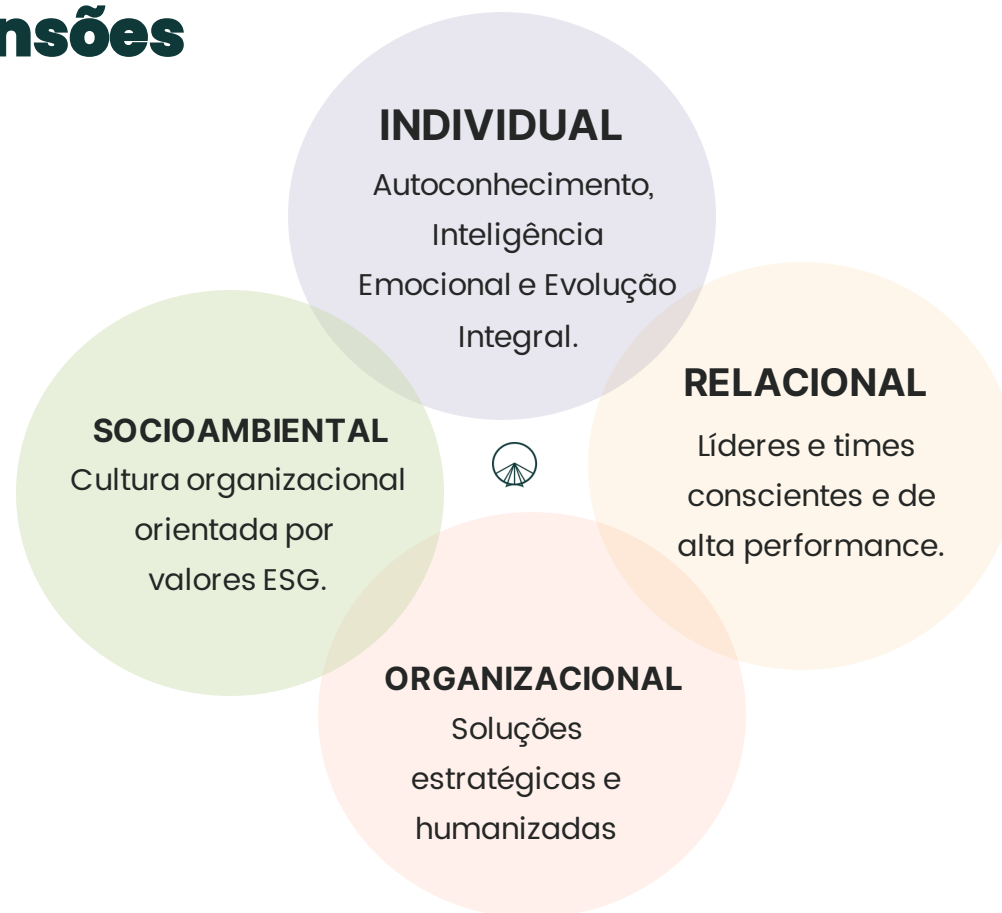 nsões
INDIVIDUAL
Autoconhecimento,
Inteligência
Emocional e Evolução
Integral.
RELACIONAL
Líderes e times
conscientes e de
alta performance.
SOCIOAMBIENTAL
Cultura organizacional
orientada por
valores ESG.
ORGANIZACIONAL
Soluções
estratégicas e
humanizadas